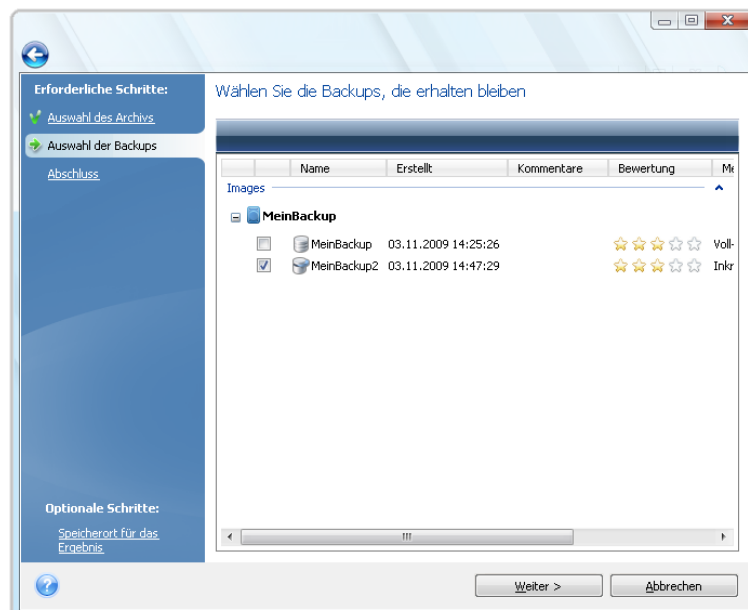 Erforderliche Schritte:
Auswahl des Archivs
Auswahl der Backups
Abschluss
Optionale Schritte:
Speicherort für das
Ergebnis
Wählen Sie die Backups, die erhalten bleiben
Name Erstellt Kommentare Bewertung Me
Images
MeinBackup
MeinBackup 03.11.2009 14:25:26 Voll-
MeinBackup2 03.11.2009 14:47:29 Inkr
Weiter > Abbrechen